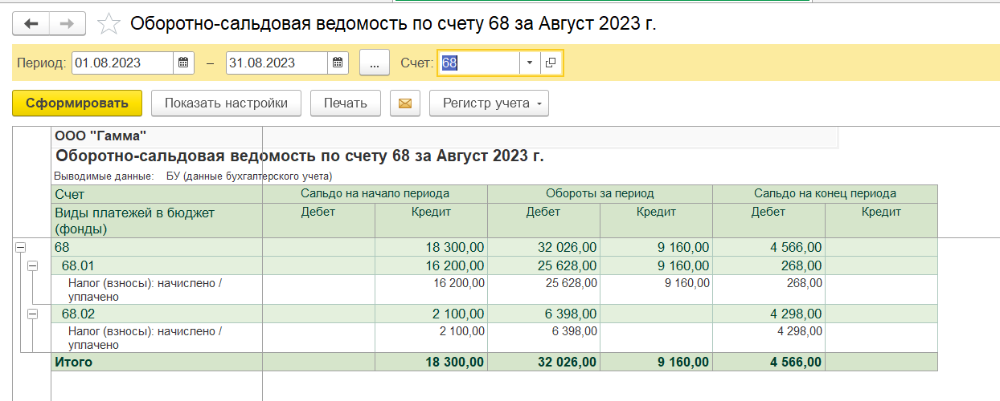 Оборотно-сальдовая ведомость по счету 68 за Август 2023 г.
Период: 01.08.2023 – 31.08.2023 ... Счет: 68
Сформировать Показать настройки Печать Регистр учета
ООО "Гамма"
Оборотно-сальдовая ведомость по счету 68 за Август 2023 г.
Выводимые данные: БУ (данные бухгалтерского учета)
Счет Сальдо на начало периода Обороты за период Сальдо на конец периода
Виды платежей в бюджет Дебет Кредит Дебет Кредит Дебет Кредит
(фонды)
68 18 300,00 32 026,00 9 160,00 4 566,00
68.01 16 200,00 25 628,00 9 160,00 268,00
Налог (взносы): начислено / 16 200,00 25 628,00 9 160,00 268,00
уплачено
68.02 2 100,00 6 398,00 4 298,00
Налог (взносы): начислено / 2 100,00 6 398,00 4 298,00
уплачено
Итого 18 300,00 32 026,00 9 160,00 4 566,00